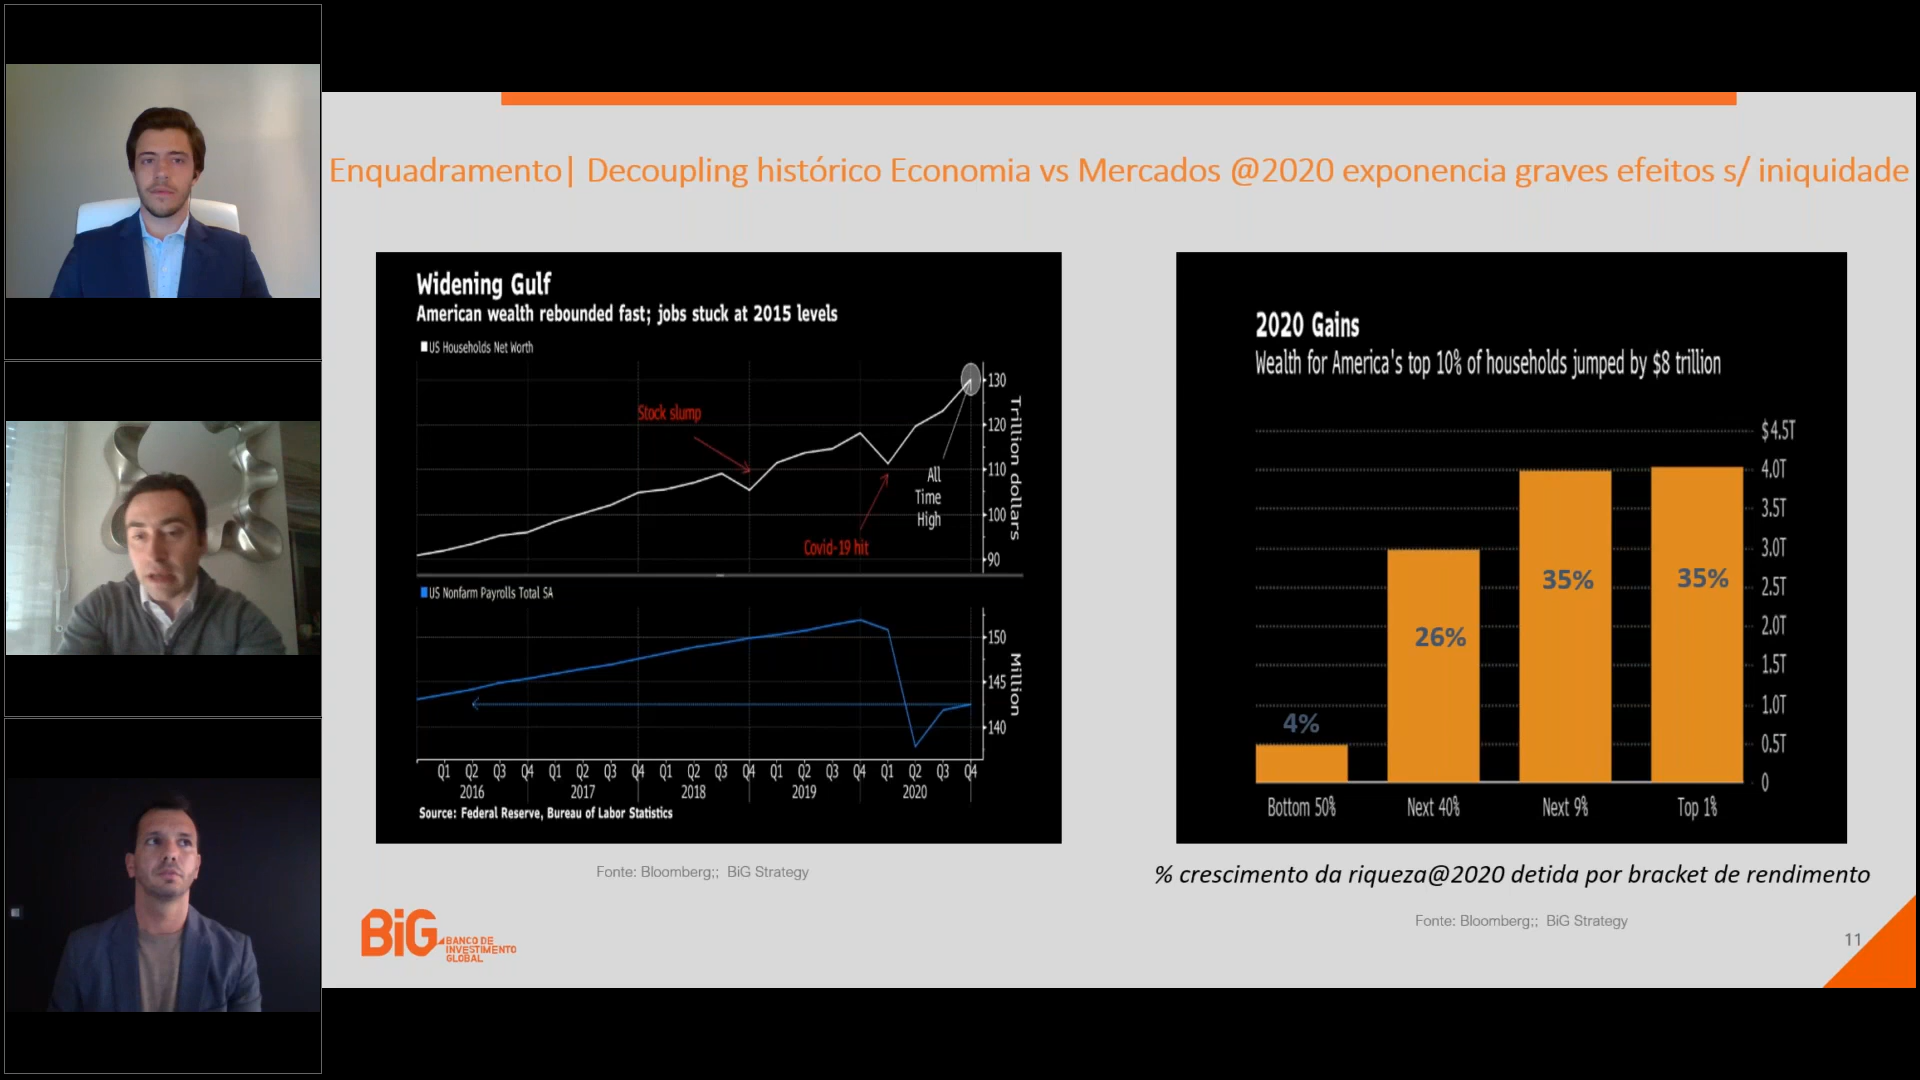 Enquadramento| Decoupling histórico Economia vs Mercados @2020 exponencia graves efeitos s/ iniquidade
Widening Gulf
American wealth rebounded fast; jobs stuck at 2015 levels
US Households Net Worth
Stock slump
Covid-19 hit
All
Time
High
130
120
110
100
90
Trillion dollars
US Nonfarm Payrolls Total SA
150
145
140
Million
Q1 Q2 Q3 Q4 Q1 Q2 Q3 Q4 Q1 Q2 Q3 Q4 Q1 Q2 Q3 Q4 Q1 Q2 Q3 Q4
2016 2017 2018 2019 2020
Source: Federal Reserve, Bureau of Labor Statistics
Fonte: Bloomberg;; BiG Strategy
2020 Gains
Wealth for America's top 10% of households jumped by $8 trillion
$4.5T
4.0T
3.5T
3.0T
2.5T
2.0T
1.5T
1.0T
0.5T
0
4%
26%
35%
35%
Bottom 50% Next 40% Next 9% Top 1%
% crescimento da riqueza@2020 detida por bracket de rendimento
Fonte: Bloomberg;; BiG Strategy
BiG
BANCO DE
INVESTIMENTO
GLOBAL
11